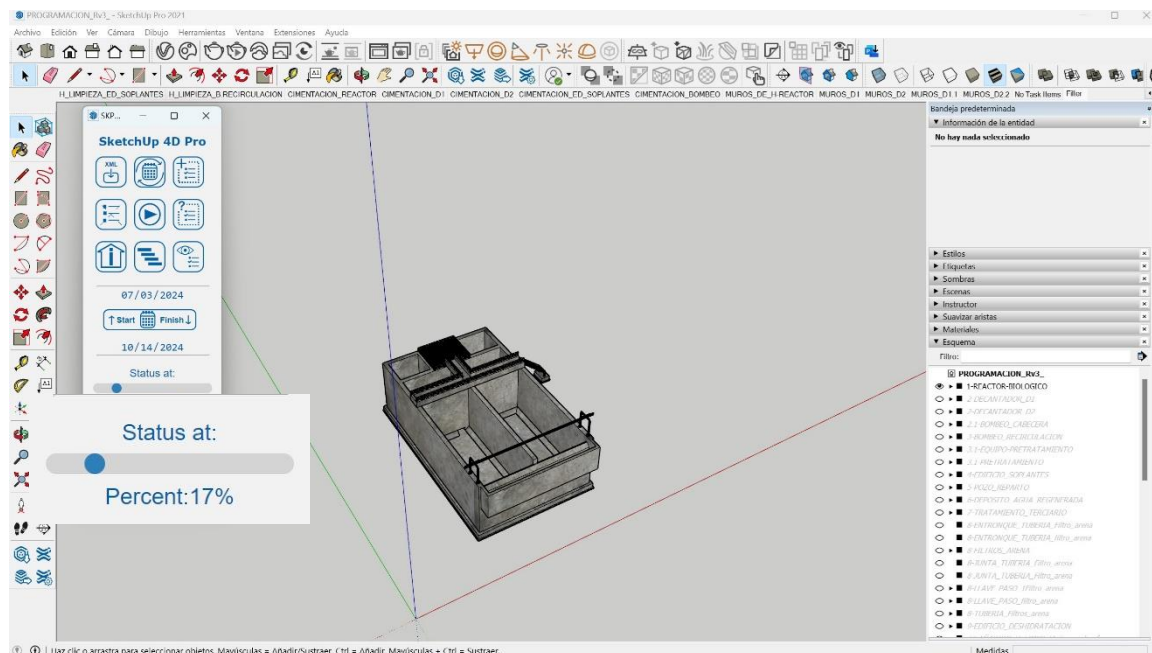 PROGRAMACION_Rv3_ - SketchUp Pro 2021
Archivo Edición Ver Cámara Dibujo Herramientas Ventana Extensiones Ayuda
H_LIMPIEZA_ED_SOPLANTES H_LIMPIEZA_B.RECIRCULACION CIMENTACION_REACTOR CIMENTACION_D1 CIMENTACION_D2 CIMENTACION_ED_SOPLANTES CIMENTACION_BOMBEO MUROS_DE_H-REACTOR MUROS_D1 MUROS_D2 MUROS_D1.1 MUROS_D2.2 No Task Items Filter
SKP...
SketchUp 4D Pro
XML
07/03/2024
↑ Start Finish ↓
10/14/2024
Status at:
Status at:
Percent:17%
Bandeja predeterminada
Información de la entidad
No hay nada seleccionado
Estilos
Etiquetas
Sombras
Escenas
Instructor
Suavizar aristas
Materiales
Esquema
Filtro:
PROGRAMACION_Rv3_
1-REACTOR-BIOLOGICO
2-DECANTADOR_D1
2-DECANTADOR_D2
2.1-BOMBEO_CABECERA
3-BOMBEO_RECIRCULACION
3.1-EQUIPO-PRETRATAMIENTO
3.1-PRETRATAMIENTO
4-EDIFICIO_SOPLANTES
5-POZO_REPARTO
6-DEPOSITO_AGUA_REGENERADA
7-TRATAMIENTO_TERCIARIO
8-ENTRONQUE_TUBERIA_Filtro_arena
8-ENTRONQUE_TUBERIA_filtro_arena
8-FILTROS_ARENA
8-JUNTA_TUBERIA_Filtro_arena
8-JUNTA_TUBERIA_Filtro_arena
8-LLAVE_PASO_Filtro_arena
8-LLAVE_PASO_filtro_arena
8-TUBERIA_Filtros_arena
9-EDIFICIO_DESHIDRATACION
Haz clic o arrastra para seleccionar objetos. Mayúsculas = Añadir/Sustraer. Ctrl = Añadir. Mayúsculas + Ctrl = Sustraer.
Medidas